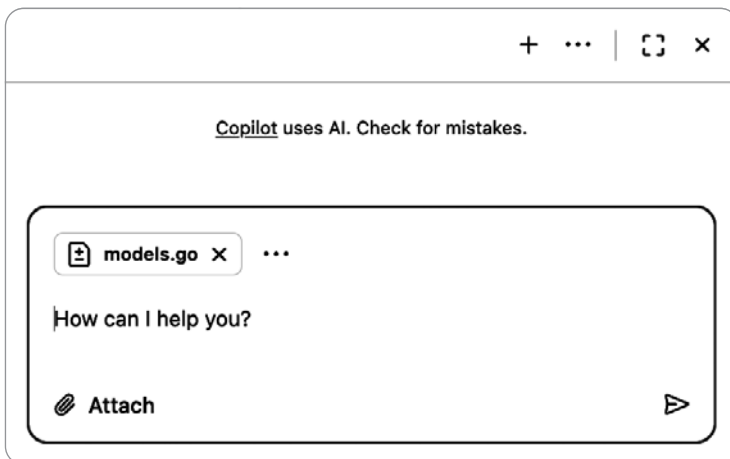 Copilot uses AI. Check for mistakes.
models.go
How can I help you?
Attach